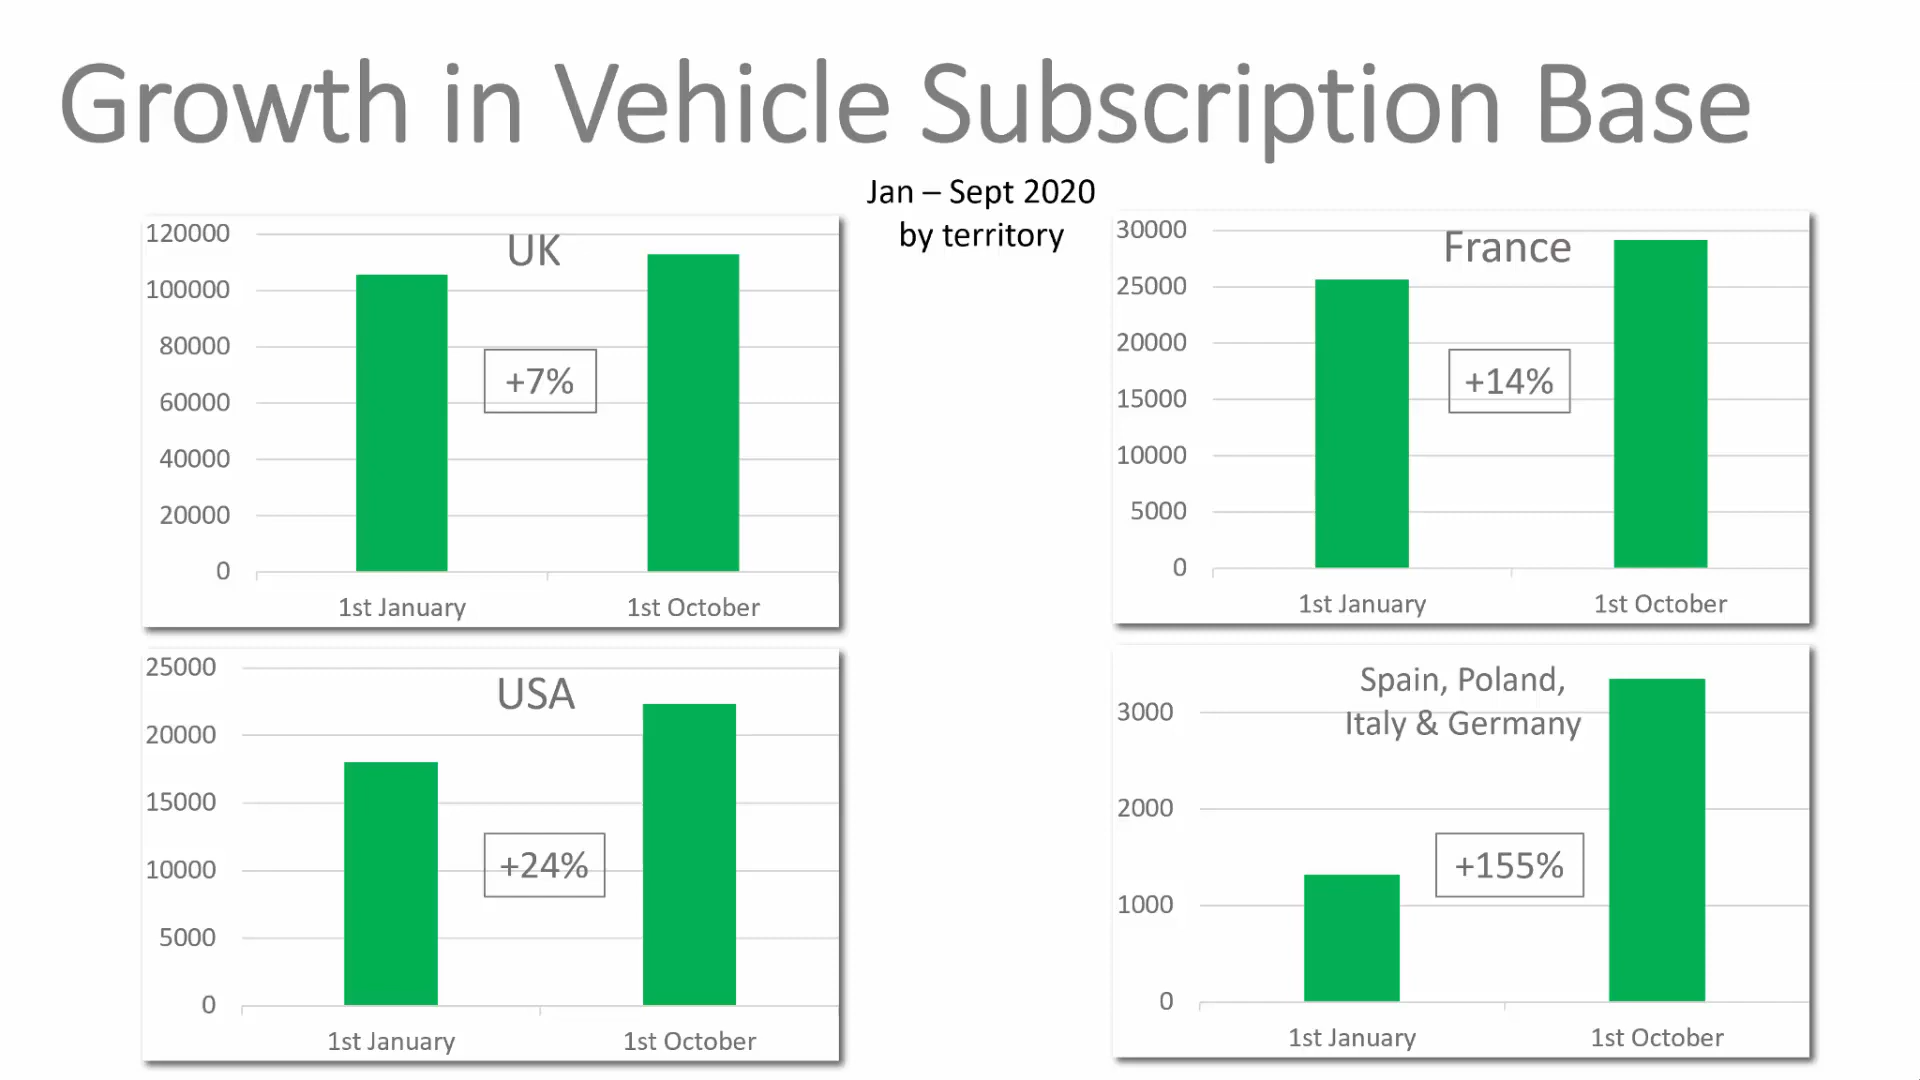 Growth in Vehicle Subscription Base
Jan – Sept 2020
by territory
UK
120000
100000
80000
60000
40000
20000
0
+7%
1st January
1st October
France
30000
25000
20000
15000
10000
5000
0
+14%
1st January
1st October
USA
25000
20000
15000
10000
5000
0
+24%
1st January
1st October
Spain, Poland,
Italy & Germany
3000
2000
1000
0
+155%
1st January
1st October